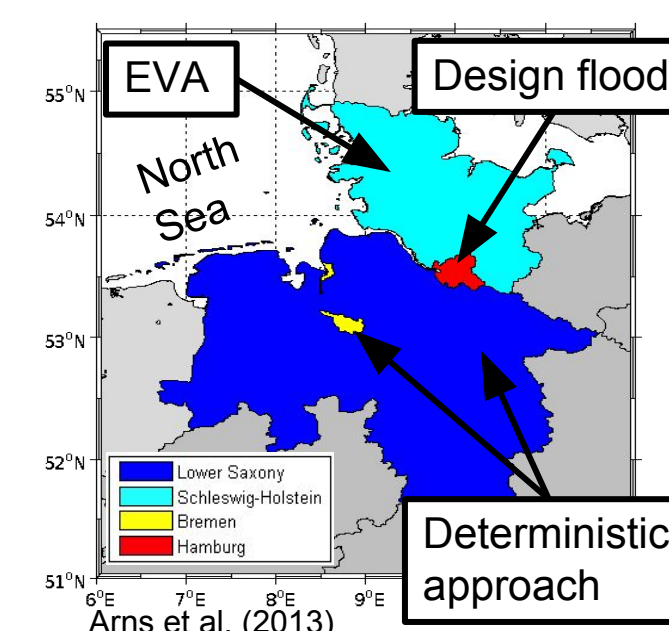 EVA
Design flood
North
Sea
55°N
54°N
53°N
52°N
51°N
Lower Saxony
Schleswig-Holstein
Bremen
Hamburg
Deterministic
approach
6°E
7°E
8°E
9°E
Arns et al. (2013)